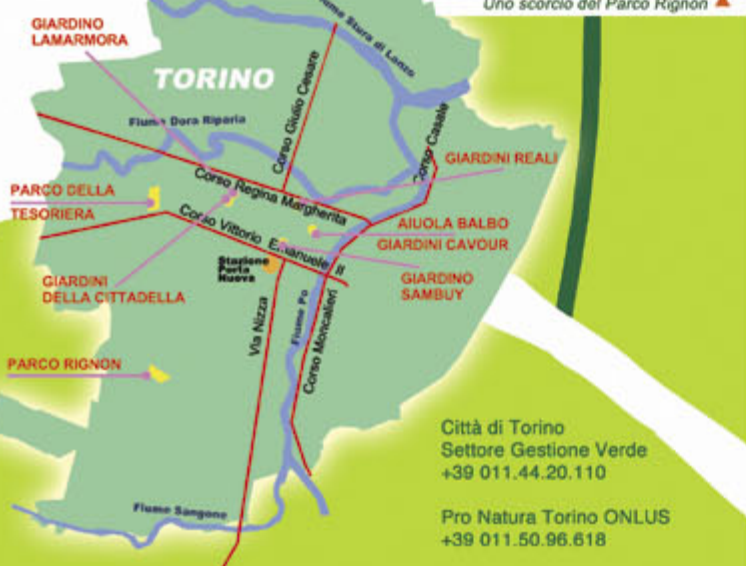 Uno scorcio del Parco Rignon
GIARDINO
LAMARMORA
Fiume Stura di Lanzo
TORINO
Corso Giulio Cesare
Fiume Dora Riparia
Corso Casale
GIARDINI REALI
Corso Regina Margherita
PARCO DELLA
TESORIERA
Corso Vittorio Emanuele II
AIUOLA BALBO
GIARDINI CAVOUR
Stazione
Porta
Nuova
GIARDINI
DELLA CITTADELLA
GIARDINO
SAMBUY
Via Nizza
Fiume Po
Corso Moncalieri
PARCO RIGNON
Città di Torino
Settore Gestione Verde
+39 011.44.20.110
Fiume Sangone
Pro Natura Torino ONLUS
+39 011.50.96.618